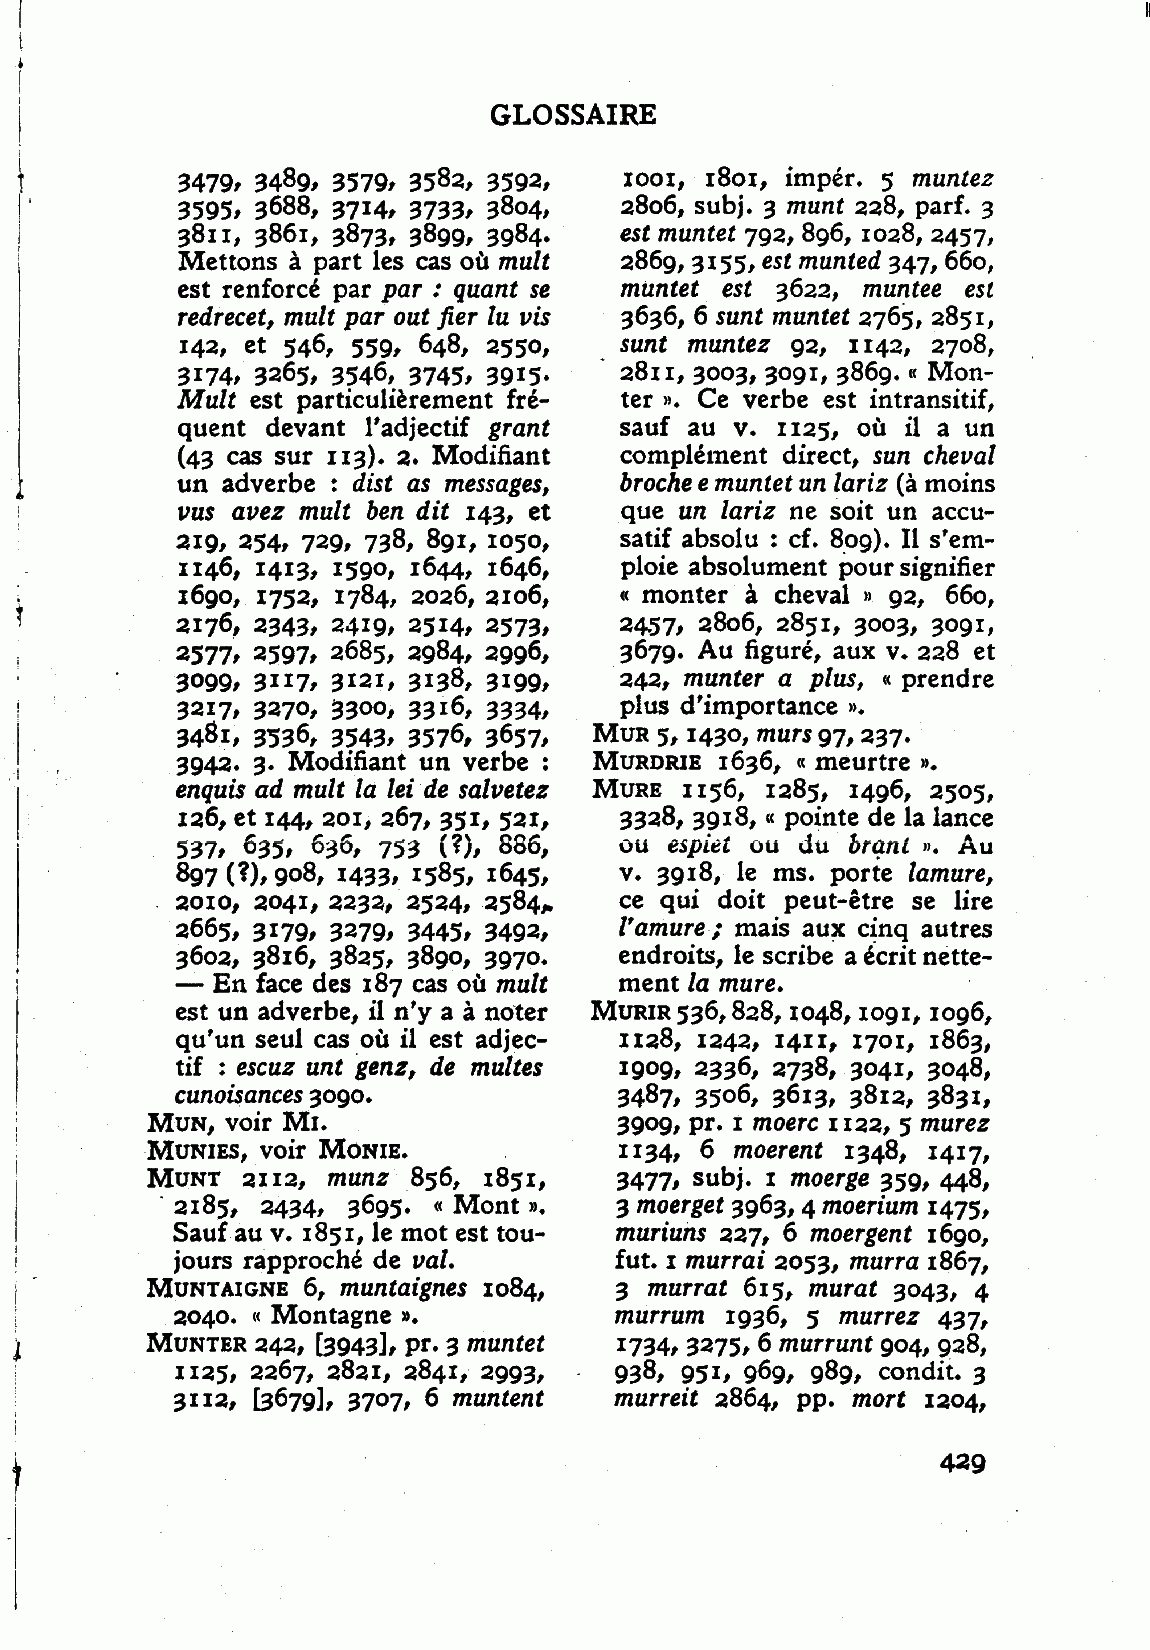 GLOSSAIRE
3479, 3489, 3579, 3582, 3592,
3595, 3688, 3714, 3733, 3804,
3811, 3861, 3873, 3899, 3984.
Mettons à part les cas où mult
est renforcé par par : quant se
redrecet, mult par out fier lu vis
142, et 546, 559, 648, 2550,
3174, 3265, 3546, 3745, 3915.
Mult est particulièrement fré-
quent devant l'adjectif grant
(43 cas sur 113). 2. Modifiant
un adverbe : dist as messages,
vus avez mult ben dit 143, et
219, 254, 729, 738, 891, 1050,
1146, 1413, 1590, 1644, 1646,
1690, 1752, 1784, 2026, 2106,
2176, 2343, 2419, 2514, 2573,
2577, 2597, 2685, 2984, 2996,
3099, 3117, 3121, 3138, 3199,
3217, 3270, 3300, 3316, 3334,
3481, 3536, 3543, 3576, 3657,
3942. 3. Modifiant un verbe :
enquis ad mult la lei de salvetez
126, et 144, 201, 267, 351, 521,
537, 635, 636, 753 (?), 886,
897 (?), 908, 1433, 1585, 1645,
2010, 2041, 2232, 2524, 2584,
2665, 3179, 3279, 3445, 3492,
3602, 3816, 3825, 3890, 3970.
— En face des 187 cas où mult
est un adverbe, il n'y a à noter
qu'un seul cas où il est adjec-
tif : escuz unt genz, de multes
cunoisances 3090.
MUN, voir MI.
MUNIES, voir MONIE.
MUNT 2112, munz 856, 1851,
2185, 2434, 3695. « Mont ».
Sauf au v. 1851, le mot est tou-
jours rapproché de val.
MUNTAIGNE 6, muntaignes 1084,
2040. « Montagne ».
MUNTER 242, [3943], pr. 3 muntet
1125, 2267, 2821, 2841, 2993,
3112, [3679], 3707, 6 muntent
1001, 1801, impér. 5 muntez
2806, subj. 3 munt 228, parf. 3
est muntet 792, 896, 1028, 2457,
2869, 3155, est munted 347, 660,
muntet est 3622, muntee est
3636, 6 sunt muntet 2765, 2851,
sunt muntez 92, 1142, 2708,
2811, 3003, 3091, 3869. « Mon-
ter ». Ce verbe est intransitif,
sauf au v. 1125, où il a un
complément direct, sun cheval
broche e muntet un lariz (à moins
que un lariz ne soit un accu-
satif absolu : cf. 809). Il s'em-
ploie absolument pour signifier
« monter à cheval » 92, 660,
2457, 2806, 2851, 3003, 3091,
3679. Au figuré, aux v. 228 et
242, munter a plus, « prendre
plus d'importance ».
MUR 5, 1430, murs 97, 237.
MURDRIE 1636, « meurtre ».
MURE 1156, 1285, 1496, 2505,
3328, 3918, « pointe de la lance
ou espiet ou du brant ». Au
v. 3918, le ms. porte lamure,
ce qui doit peut-être se lire
l'amure ; mais aux cinq autres
endroits, le scribe a écrit nette-
ment la mure.
MURIR 536, 828, 1048, 1091, 1096,
1128, 1242, 1411, 1701, 1863,
1909, 2336, 2738, 3041, 3048,
3487, 3506, 3613, 3812, 3831,
3909, pr. 1 moerc 1122, 5 murez
1134, 6 moerent 1348, 1417,
3477, subj. 1 moerge 359, 448,
3 moerget 3963, 4 moerium 1475,
muriuns 227, 6 moergent 1690,
fut. 1 murrai 2053, murra 1867,
3 murrat 615, murat 3043, 4
murrum 1936, 5 murrez 437,
1734, 3275, 6 murrunt 904, 928,
938, 951, 969, 989, condit. 3
murreit 2864, pp. mort 1204,
429